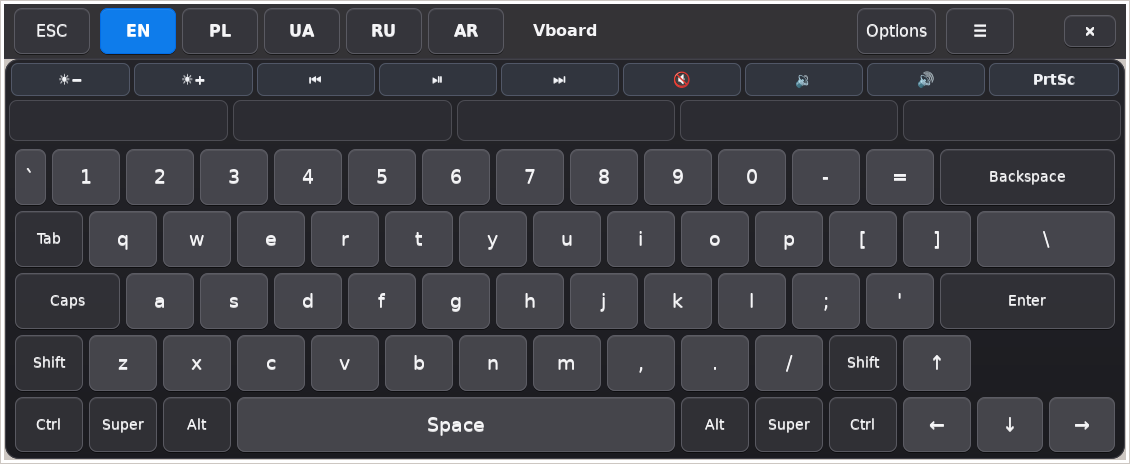 ESC EN PL UA RU AR Vboard Options ☰ ×
☀− ☀+ ⏮ ⏯ ⏭ 🔇 🔉 🔊 PrtSc
` 1 2 3 4 5 6 7 8 9 0 - = Backspace
Tab q w e r t y u i o p [ ] \
Caps a s d f g h j k l ; ' Enter
Shift z x c v b n m , . / Shift ↑
Ctrl Super Alt Space Alt Super Ctrl ← ↓ →